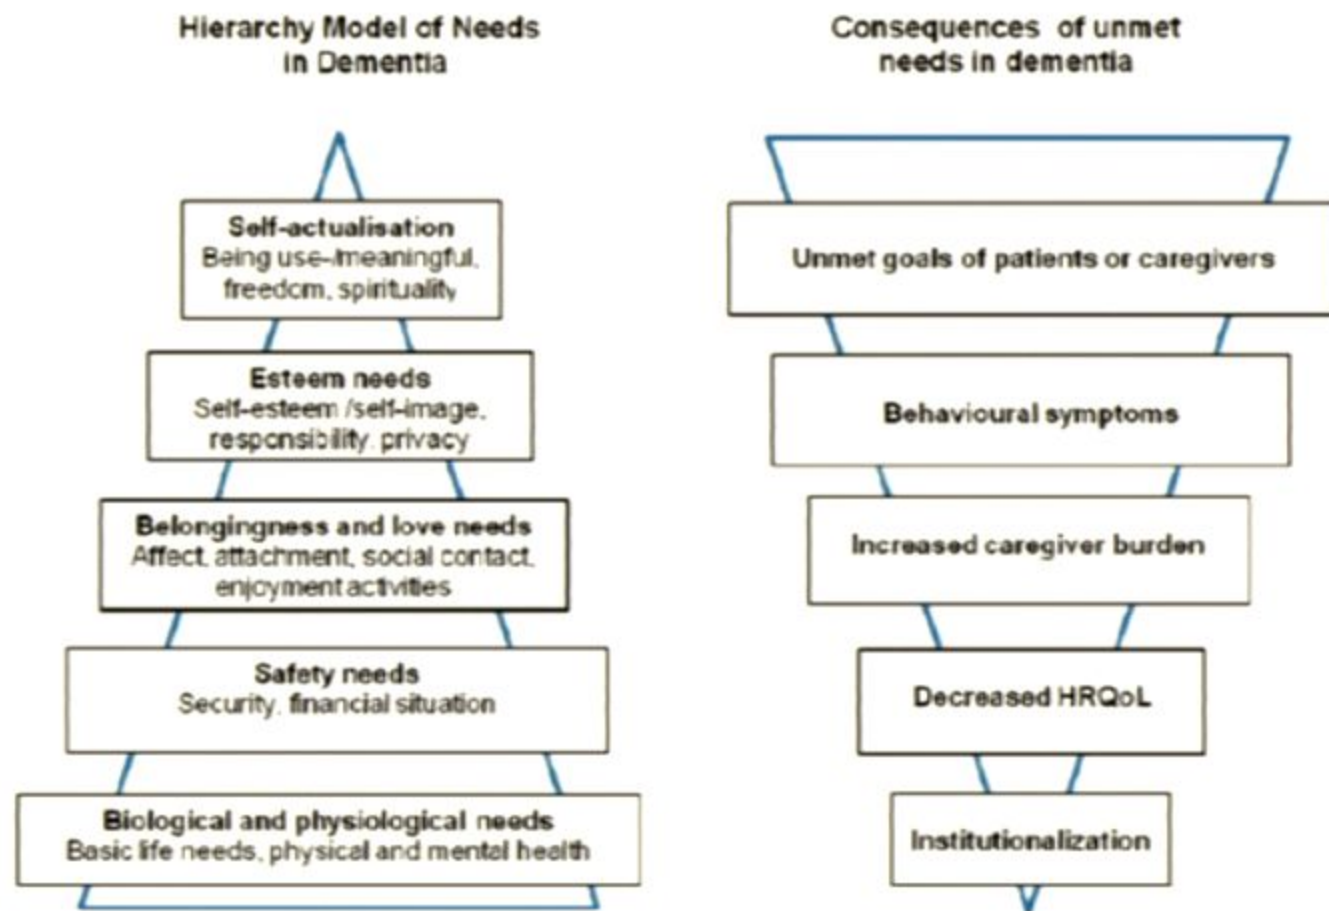 Hierarchy Model of Needs
in Dementia
Self-actualisation
Being use-/meaningful,
freedom, spirituality
Esteem needs
Self-esteem /self-image,
responsibility, privacy
Belongingness and love needs
Affect, attachment, social contact,
enjoyment activities
Safety needs
Security, financial situation
Biological and physiological needs
Basic life needs, physical and mental health
Consequences of unmet
needs in dementia
Unmet goals of patients or caregivers
Behavioural symptoms
Increased caregiver burden
Decreased HRQoL
Institutionalization